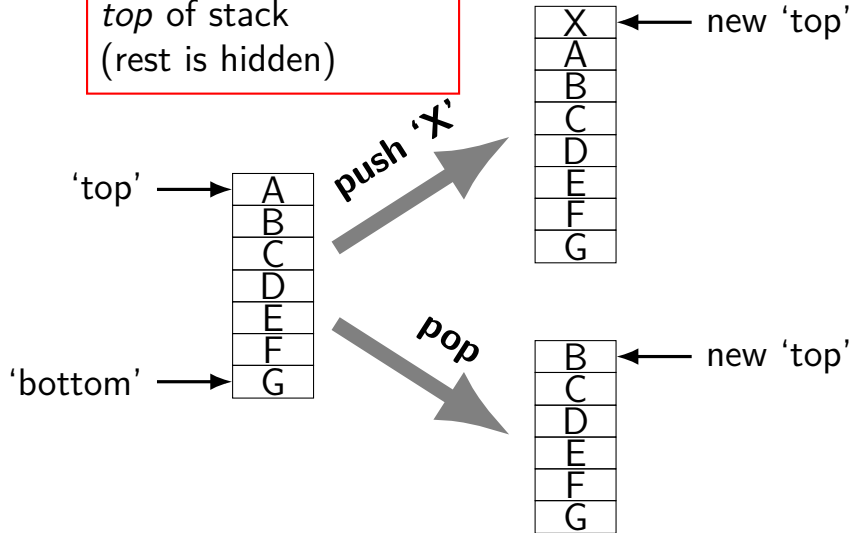 top of stack
(rest is hidden)
‘top’
A
B
C
D
E
F
G
‘bottom’
push ‘X’
X
A
B
C
D
E
F
G
new ‘top’
pop
B
C
D
E
F
G
new ‘top’